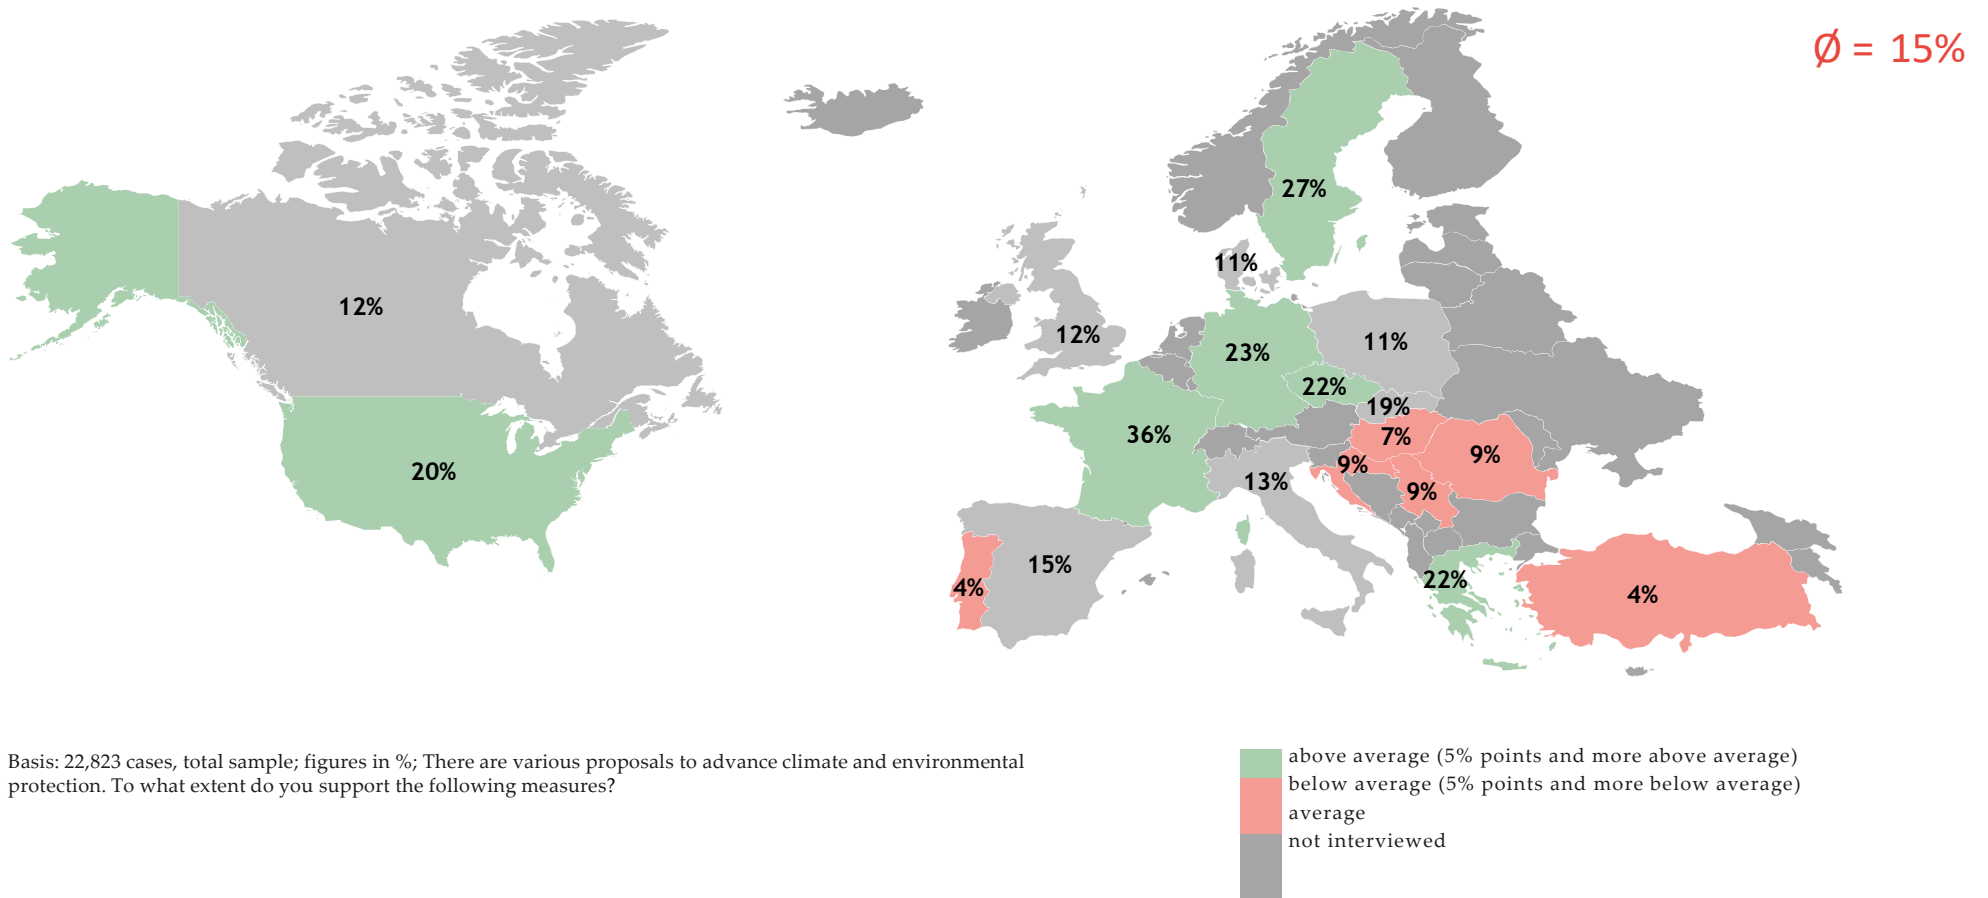 Ø = 15%
27%
11%
12%
12%
11%
23%
22%
19%
36%
7%
9%
9%
20%
13%
9%
15%
4%
22%
4%
Basis: 22,823 cases, total sample; figures in %; There are various proposals to advance climate and environmental
protection. To what extent do you support the following measures?
above average (5% points and more above average)
below average (5% points and more below average)
average
not interviewed